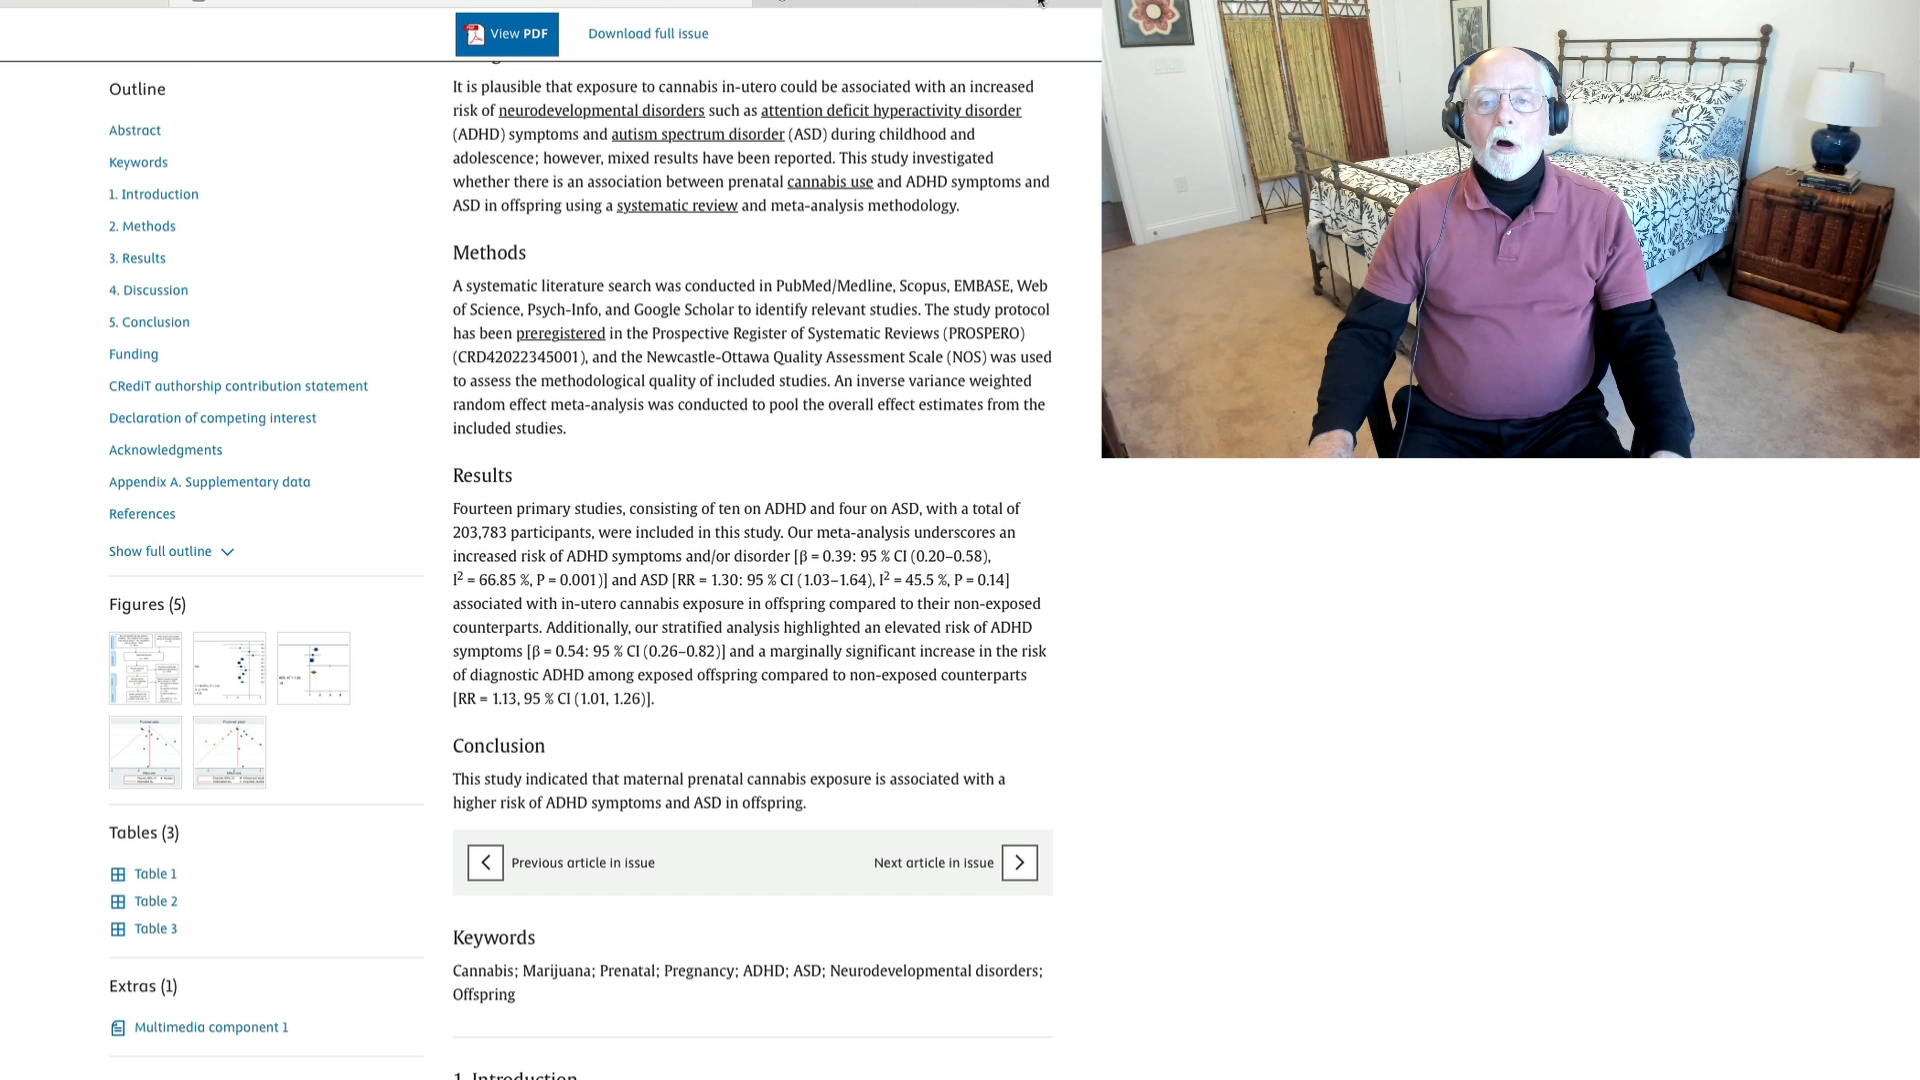 View PDF
Download full issue
Outline
Abstract
Keywords
1. Introduction
2. Methods
3. Results
4. Discussion
5. Conclusion
Funding
CRediT authorship contribution statement
Declaration of competing interest
Acknowledgments
Appendix A. Supplementary data
References
Show full outline
Figures (5)
Tables (3)
Table 1
Table 2
Table 3
Extras (1)
Multimedia component 1
It is plausible that exposure to cannabis in-utero could be associated with an increased
risk of neurodevelopmental disorders such as attention deficit hyperactivity disorder
(ADHD) symptoms and autism spectrum disorder (ASD) during childhood and
adolescence; however, mixed results have been reported. This study investigated
whether there is an association between prenatal cannabis use and ADHD symptoms and
ASD in offspring using a systematic review and meta-analysis methodology.
Methods
A systematic literature search was conducted in PubMed/Medline, Scopus, EMBASE, Web
of Science, Psych-Info, and Google Scholar to identify relevant studies. The study protocol
has been preregistered in the Prospective Register of Systematic Reviews (PROSPERO)
(CRD42022345001), and the Newcastle-Ottawa Quality Assessment Scale (NOS) was used
to assess the methodological quality of included studies. An inverse variance weighted
random effect meta-analysis was conducted to pool the overall effect estimates from the
included studies.
Results
Fourteen primary studies, consisting of ten on ADHD and four on ASD, with a total of
203,783 participants, were included in this study. Our meta-analysis underscores an
increased risk of ADHD symptoms and/or disorder [β = 0.39: 95 % CI (0.20–0.58),
I² = 66.85 %, P = 0.001)] and ASD [RR = 1.30: 95 % CI (1.03–1.64), I² = 45.5 %, P = 0.14]
associated with in-utero cannabis exposure in offspring compared to their non-exposed
counterparts. Additionally, our stratified analysis highlighted an elevated risk of ADHD
symptoms [β = 0.54: 95 % CI (0.26–0.82)] and a marginally significant increase in the risk
of diagnostic ADHD among exposed offspring compared to non-exposed counterparts
[RR = 1.13, 95 % CI (1.01, 1.26)].
Conclusion
This study indicated that maternal prenatal cannabis exposure is associated with a
higher risk of ADHD symptoms and ASD in offspring.
Previous article in issue
Next article in issue
Keywords
Cannabis; Marijuana; Prenatal; Pregnancy; ADHD; ASD; Neurodevelopmental disorders;
Offspring
1. Introduction